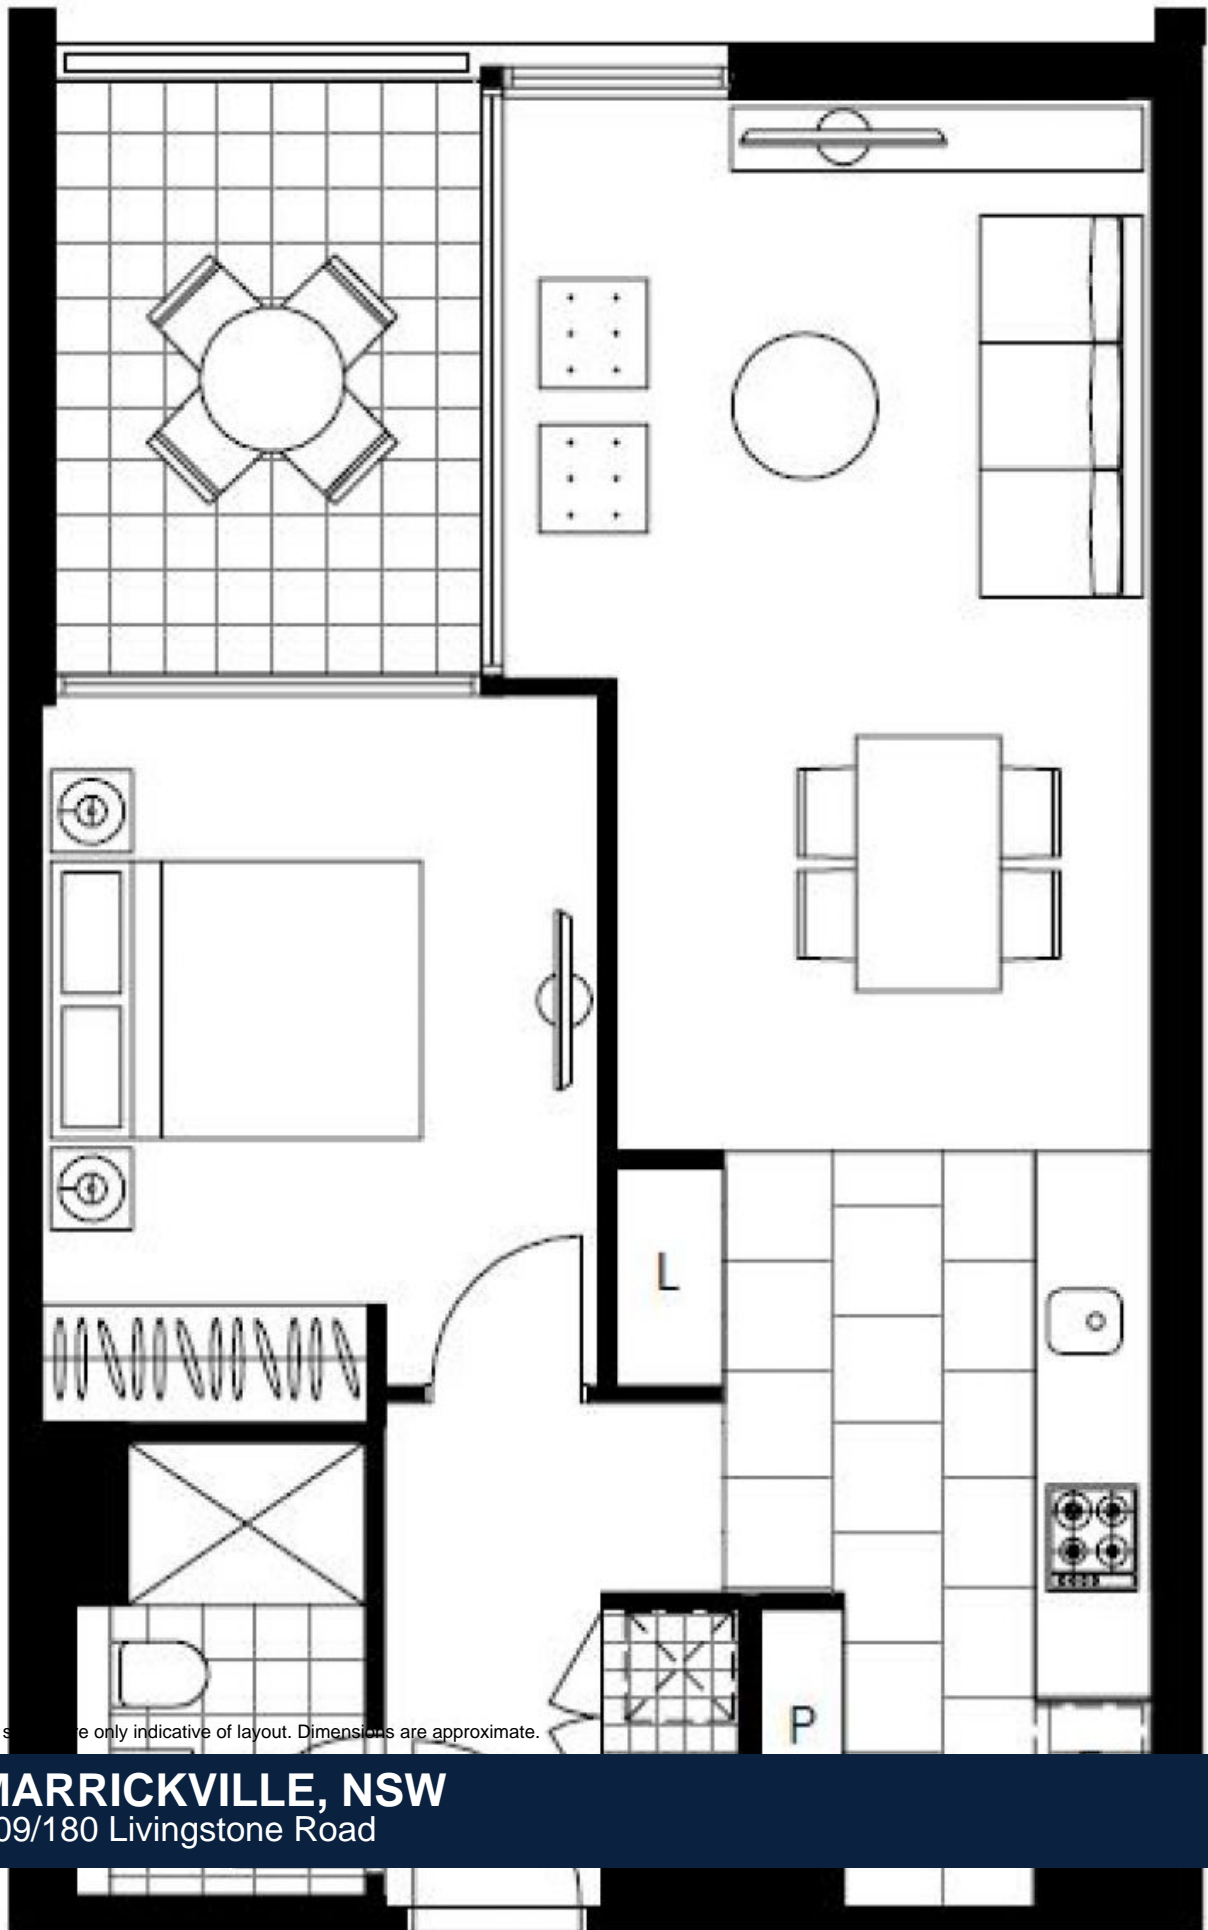 L
P
only indicative of layout. Dimensions are approximate.
MARRICKVILLE, NSW
09/180 Livingstone Road